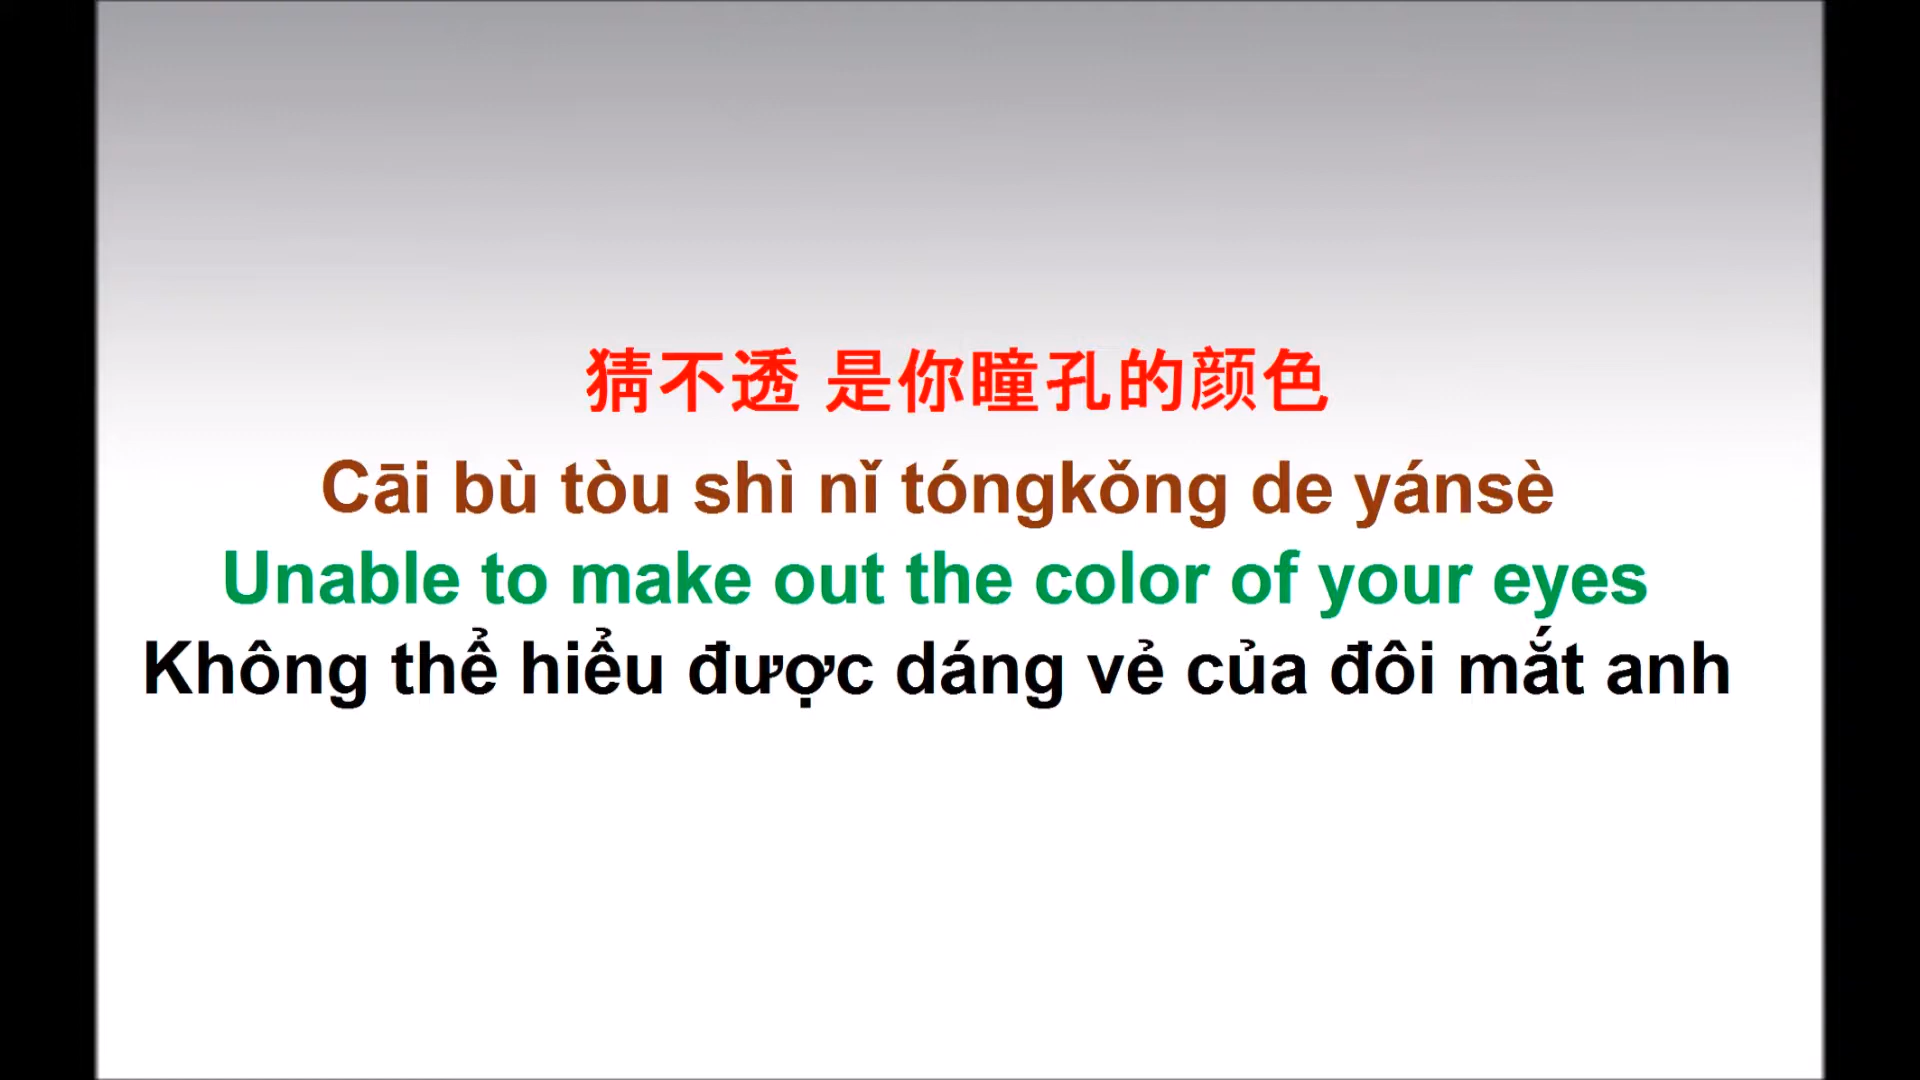 猜不透 是你瞳孔的颜色
Cāi bù tòu shì nǐ tóngkǒng de yánsè
Unable to make out the color of your eyes
Không thể hiểu được dáng vẻ của đôi mắt anh